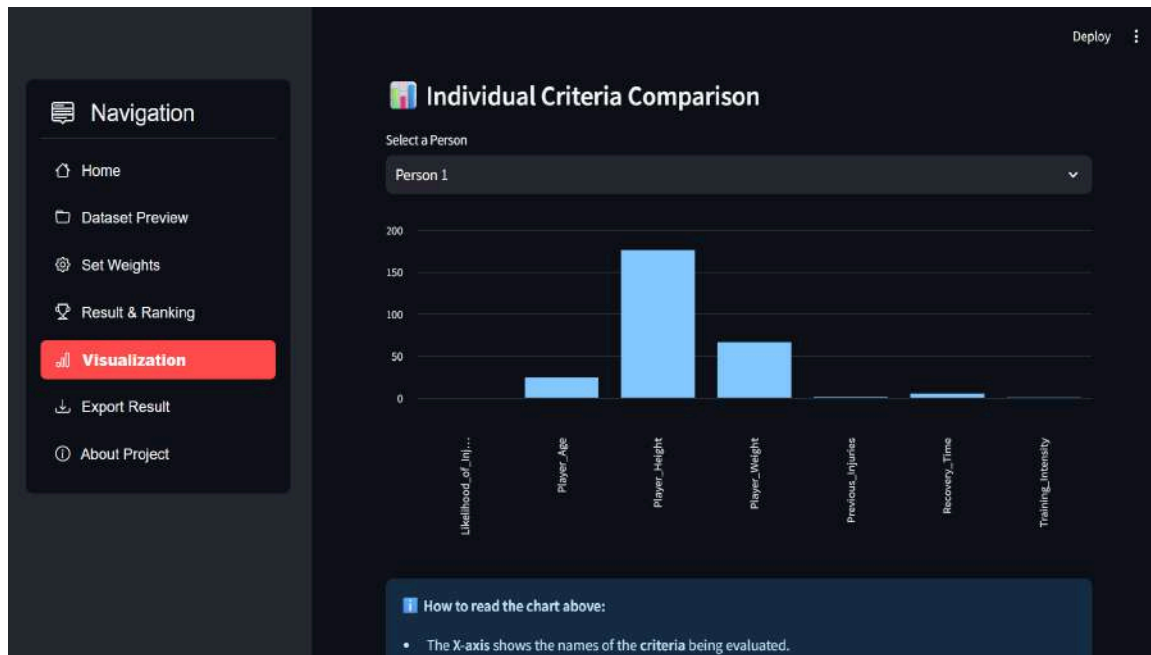 Deploy
Navigation
Home
Dataset Preview
Set Weights
Result & Ranking
Visualization
Export Result
About Project
Individual Criteria Comparison
Select a Person
Person 1
200
150
100
50
0
Likelihood_of_Inj...
Player_Age
Player_Height
Player_Weight
Previous_Injuries
Recovery_Time
Training_Intensity
How to read the chart above:
• The X-axis shows the names of the criteria being evaluated.